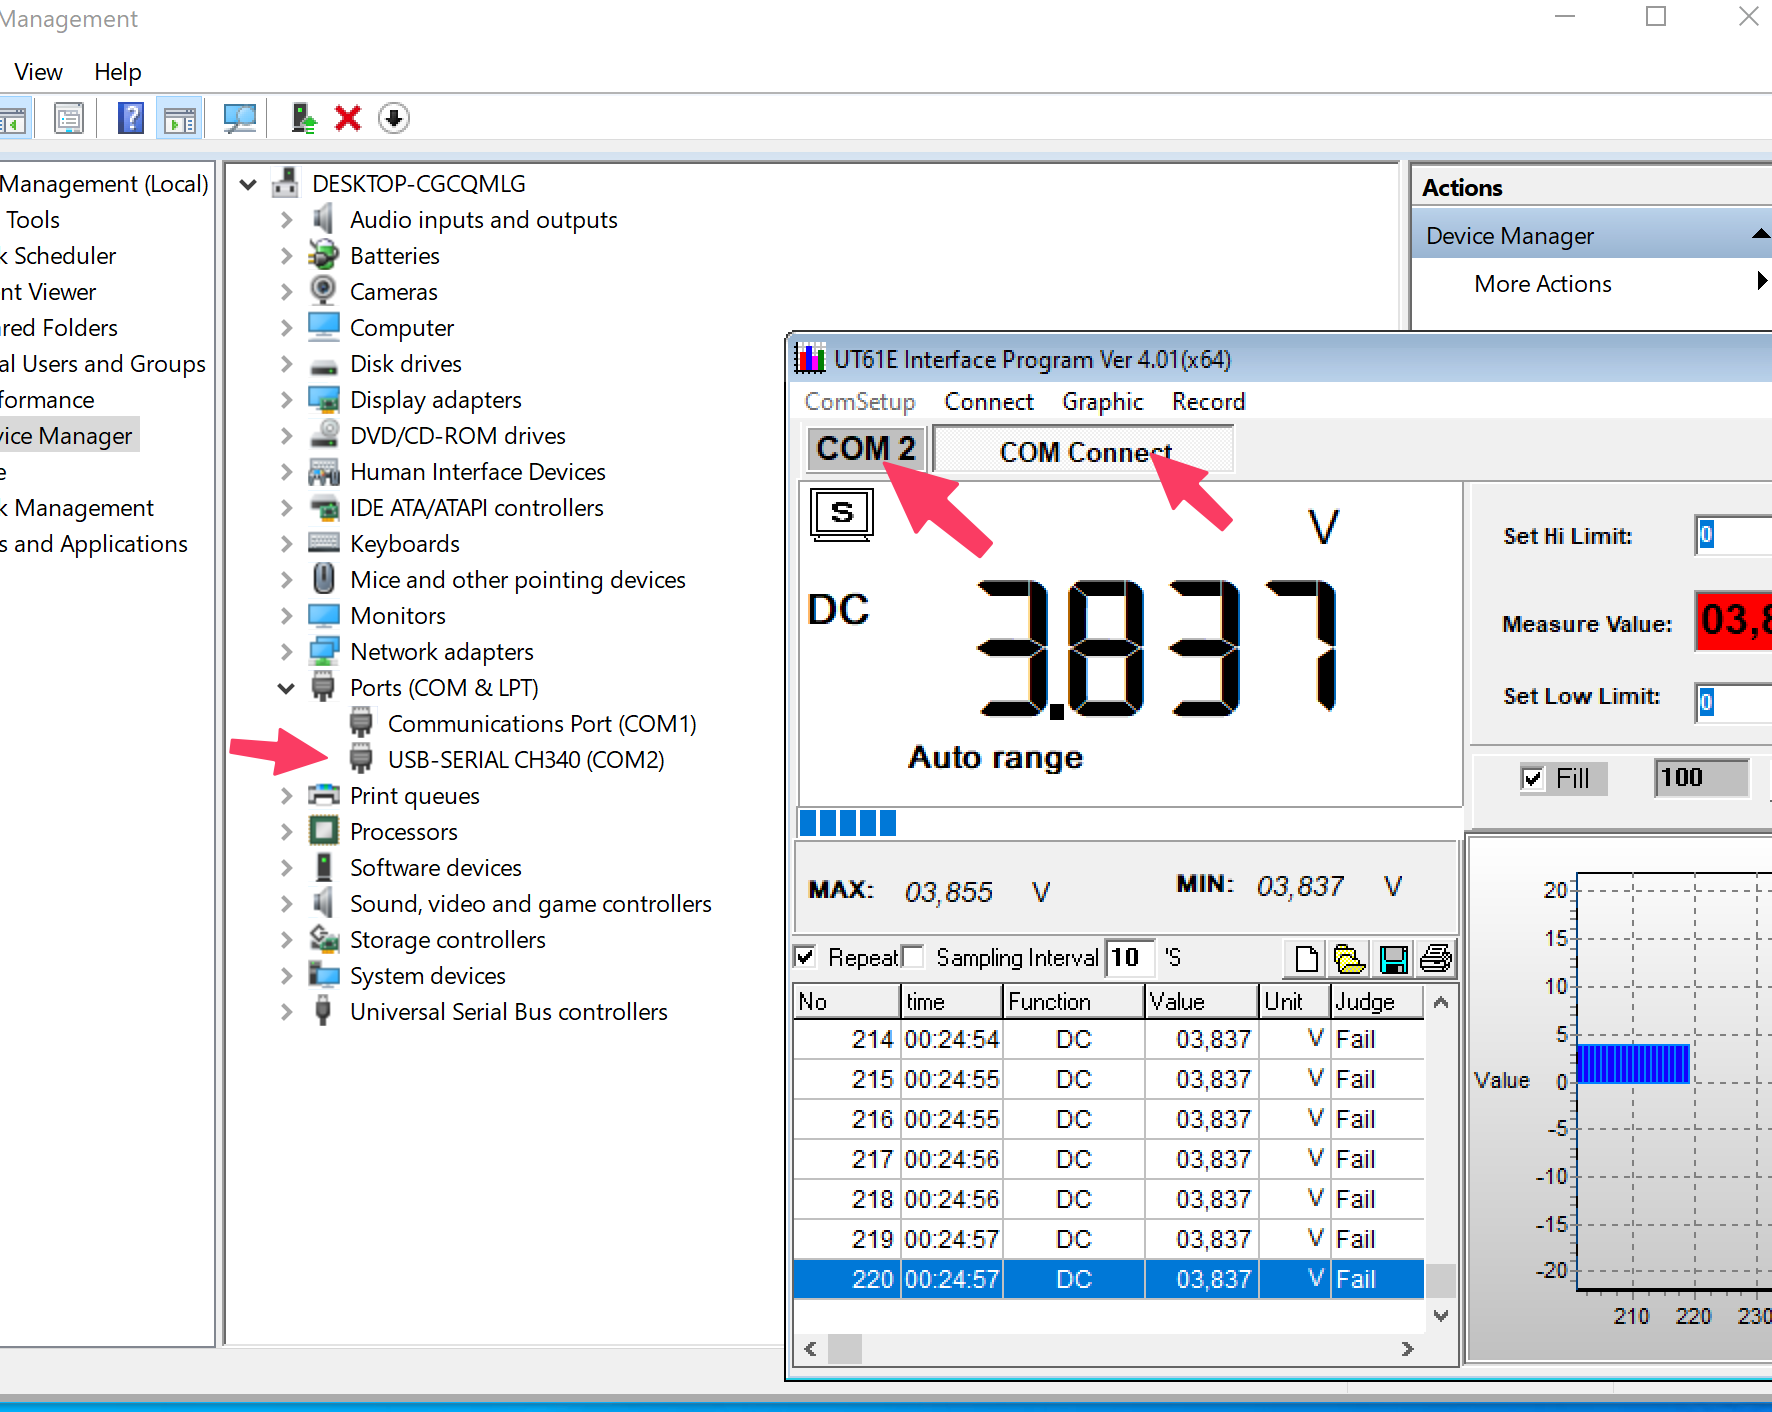 Management
View Help
Management (Local)
Tools
k Scheduler
nt Viewer
ared Folders
al Users and Groups
formance
vice Manager
e
k Management
s and Applications
DESKTOP-CGCQMLG
Audio inputs and outputs
Batteries
Cameras
Computer
Disk drives
Display adapters
DVD/CD-ROM drives
Human Interface Devices
IDE ATA/ATAPI controllers
Keyboards
Mice and other pointing devices
Monitors
Network adapters
Ports (COM & LPT)
Communications Port (COM1)
USB-SERIAL CH340 (COM2)
Print queues
Processors
Software devices
Sound, video and game controllers
Storage controllers
System devices
Universal Serial Bus controllers
Actions
Device Manager
More Actions
UT61E Interface Program Ver 4.01(x64)
ComSetup Connect Graphic Record
COM 2 COM Connect
S
V
DC
3.837
Auto range
MAX: 03,855 V MIN: 03,837 V
Repeat Sampling Interval 10 'S
No time Function Value Unit Judge
214 00:24:54 DC 03,837 V Fail
215 00:24:55 DC 03,837 V Fail
216 00:24:55 DC 03,837 V Fail
217 00:24:56 DC 03,837 V Fail
218 00:24:56 DC 03,837 V Fail
219 00:24:57 DC 03,837 V Fail
220 00:24:57 DC 03,837 V Fail
Set Hi Limit: 0
Measure Value: 03,8
Set Low Limit: 0
Fill 100
20
15
10
5
Value 0
-5
-10
-15
-20
210 220 230